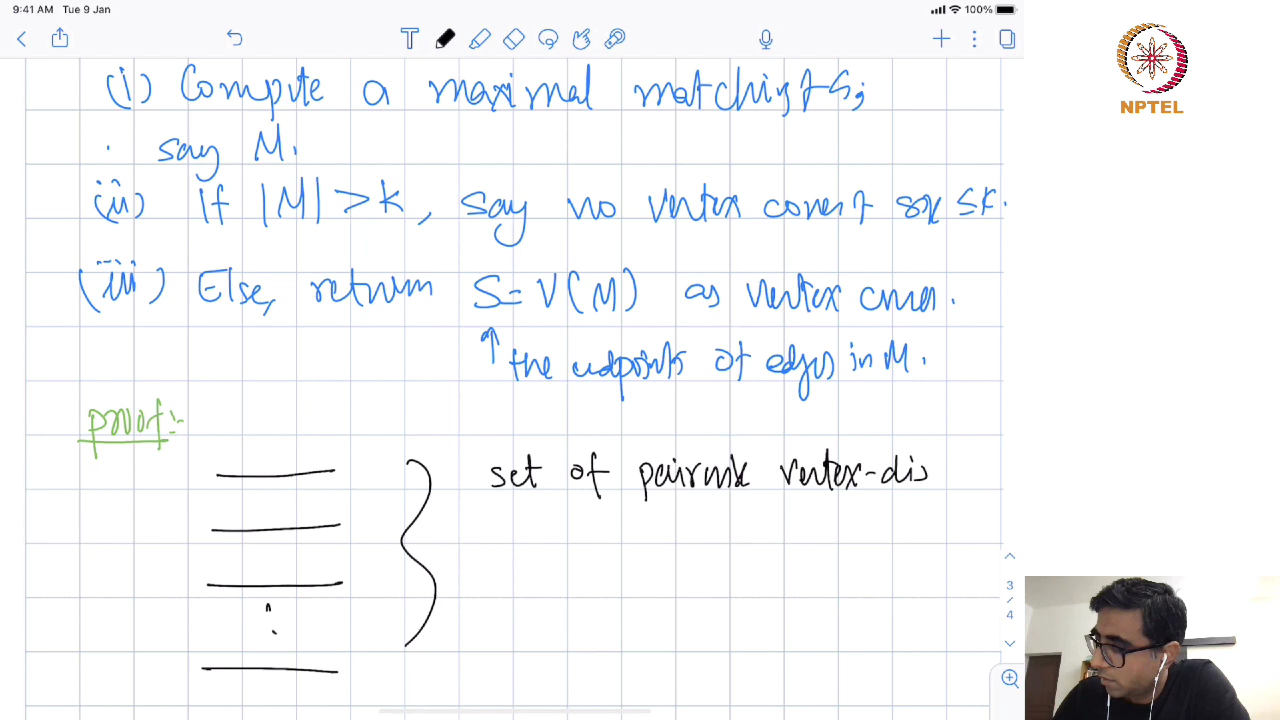 9:41 AM Tue 9 Jan
100%
NPTEL
(i) Compute a maximal matching of G;
say M.
(ii) If |M| > k, say no vertex cover of size ≤ k.
(iii) Else, return S = V(M) as vertex cover.
↑ the endpoints of edges in M.
proof:-
set of pairwise vertex-dis
3
/
4